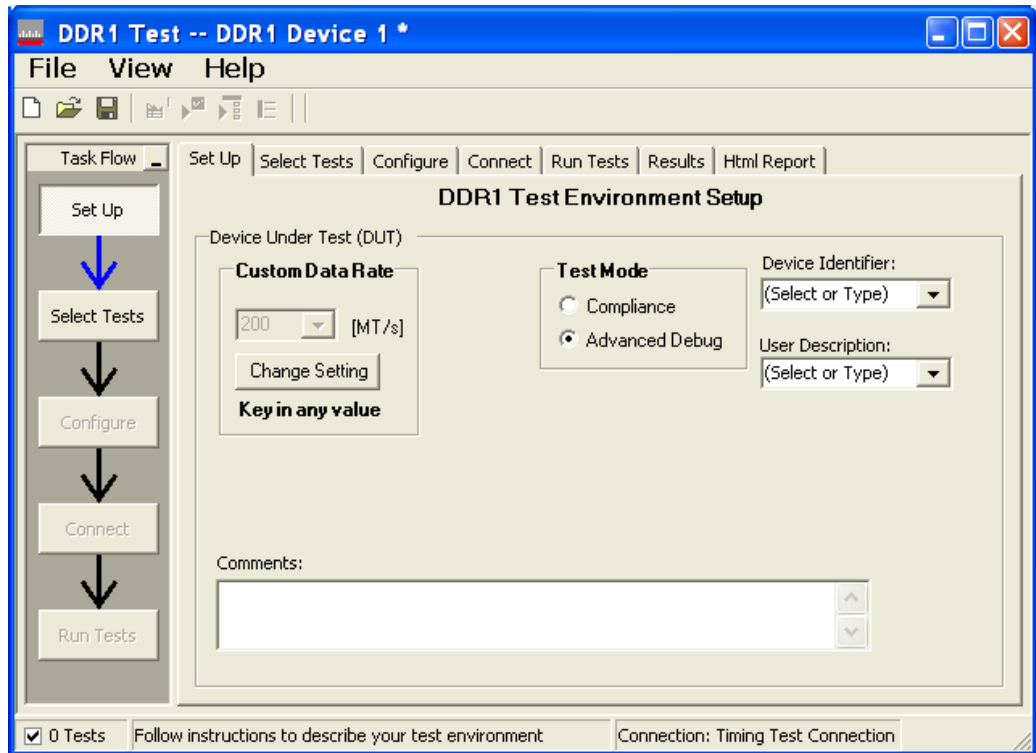 DDR1 Test -- DDR1 Device 1 *
File View Help
Task Flow
Set Up
Select Tests
Configure
Connect
Run Tests
Set Up Select Tests Configure Connect Run Tests Results Html Report
DDR1 Test Environment Setup
Device Under Test (DUT)
Custom Data Rate
200 [MT/s]
Change Setting
Key in any value
Test Mode
Compliance
Advanced Debug
Device Identifier:
(Select or Type)
User Description:
(Select or Type)
Comments:
0 Tests Follow instructions to describe your test environment Connection: Timing Test Connection